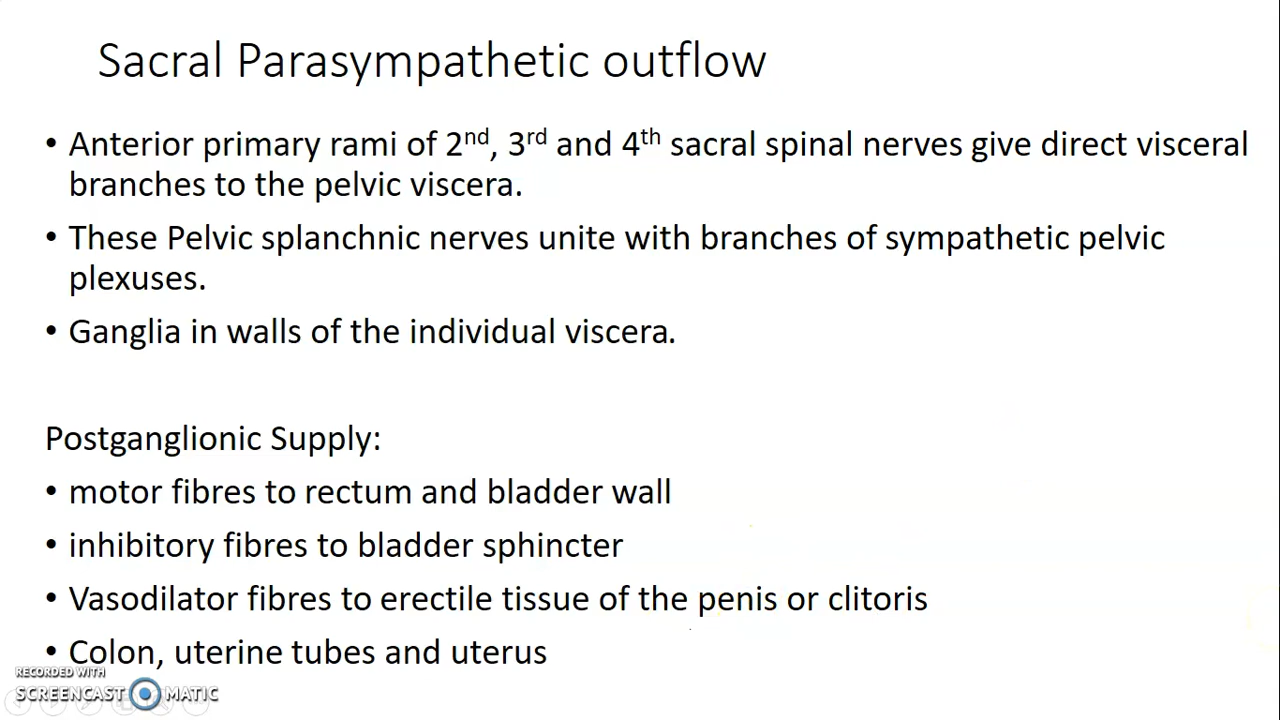 Sacral Parasympathetic outflow
• Anterior primary rami of 2nd, 3rd and 4th sacral spinal nerves give direct visceral
branches to the pelvic viscera.
• These Pelvic splanchnic nerves unite with branches of sympathetic pelvic
plexuses.
• Ganglia in walls of the individual viscera.
Postganglionic Supply:
• motor fibres to rectum and bladder wall
• inhibitory fibres to bladder sphincter
• Vasodilator fibres to erectile tissue of the penis or clitoris
• Colon, uterine tubes and uterus
RECORDED WITH
SCREENCAST MATIC